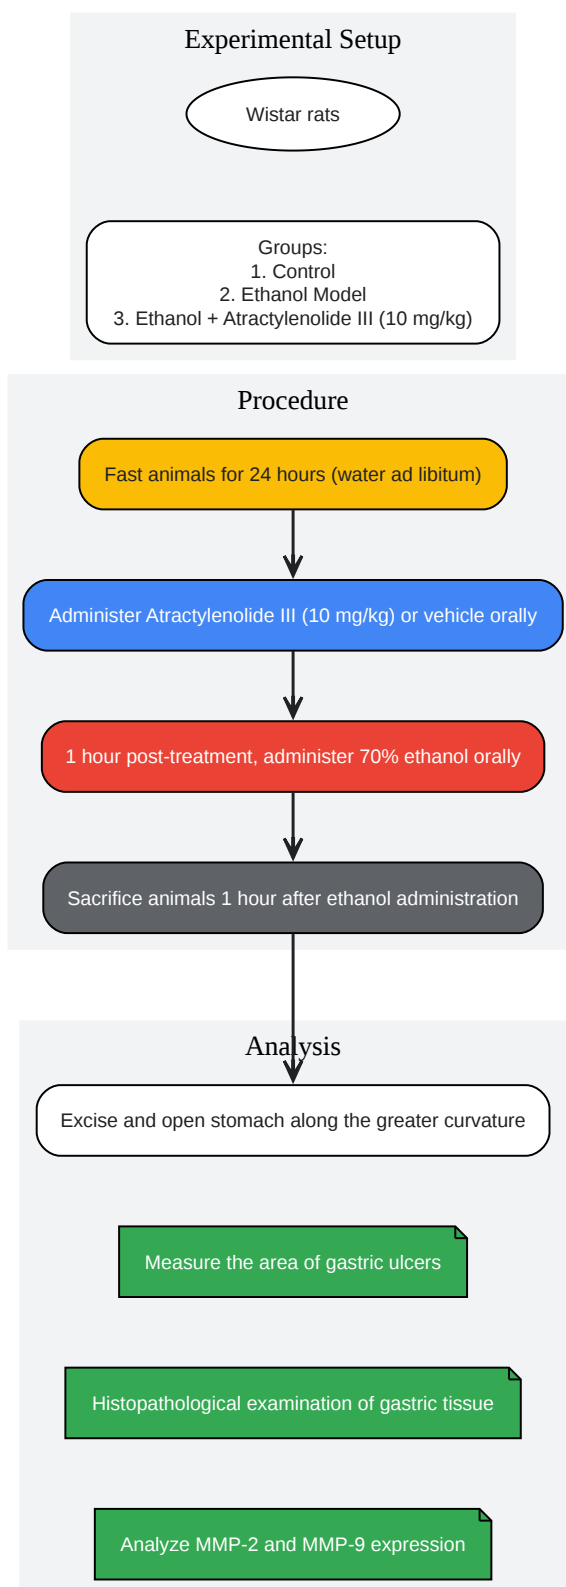 Experimental Setup
Wistar rats
Groups:
1. Control
2. Ethanol Model
3. Ethanol + Atractylenolide III (10 mg/kg)
Procedure
Fast animals for 24 hours (water ad libitum)
Administer Atractylenolide III (10 mg/kg) or vehicle orally
1 hour post-treatment, administer 70% ethanol orally
Sacrifice animals 1 hour after ethanol administration
Analysis
Excise and open stomach along the greater curvature
Measure the area of gastric ulcers
Histopathological examination of gastric tissue
Analyze MMP-2 and MMP-9 expression